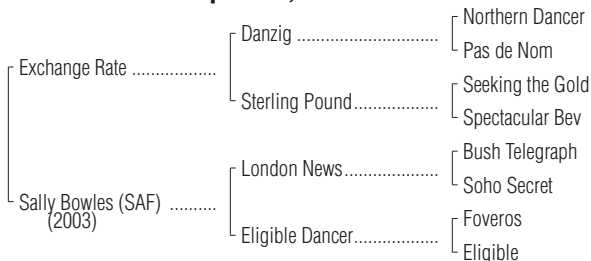 Northern Dancer
Danzig ................................
Pas de Nom
Exchange Rate ..................
Seeking the Gold
Sterling Pound...................
Spectacular Bev
Bush Telegraph
London News.....................
Soho Secret
Sally Bowles (SAF) ..........
(2003)
Foveros
Eligible Dancer...................
Eligible